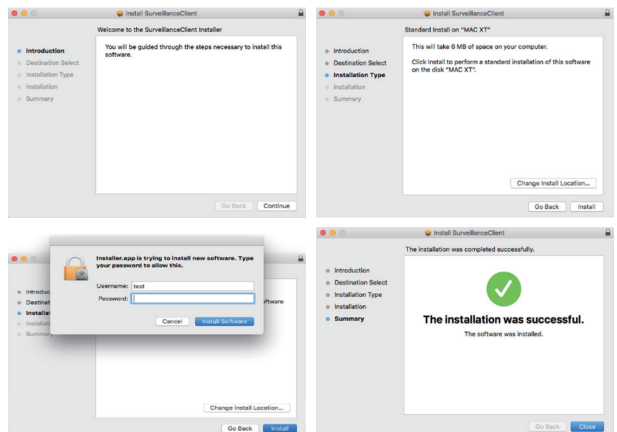 Install SurveillanceClient
Welcome to the SurveillanceClient Installer
Introduction
Destination Select
Installation Type
Installation
Summary
You will be guided through the steps necessary to install this
software.
Go Back
Continue
Install SurveillanceClient
Standard Install on "MAC XT"
Introduction
Destination Select
Installation Type
Installation
Summary
This will take 6 MB of space on your computer.
Click Install to perform a standard installation of this software
on the disk "MAC XT".
Change Install Location...
Go Back
Install
Installer.app is trying to install new software. Type
your password to allow this.
Username: test
Password:
Cancel
Install Software
Introduc
Destinat
Installat
Installati
Summary
ftware
Change Install Location...
Go Back
Install
Install SurveillanceClient
The installation was completed successfully.
Introduction
Destination Select
Installation Type
Installation
Summary
The installation was successful.
The software was installed.
Go Back
Close